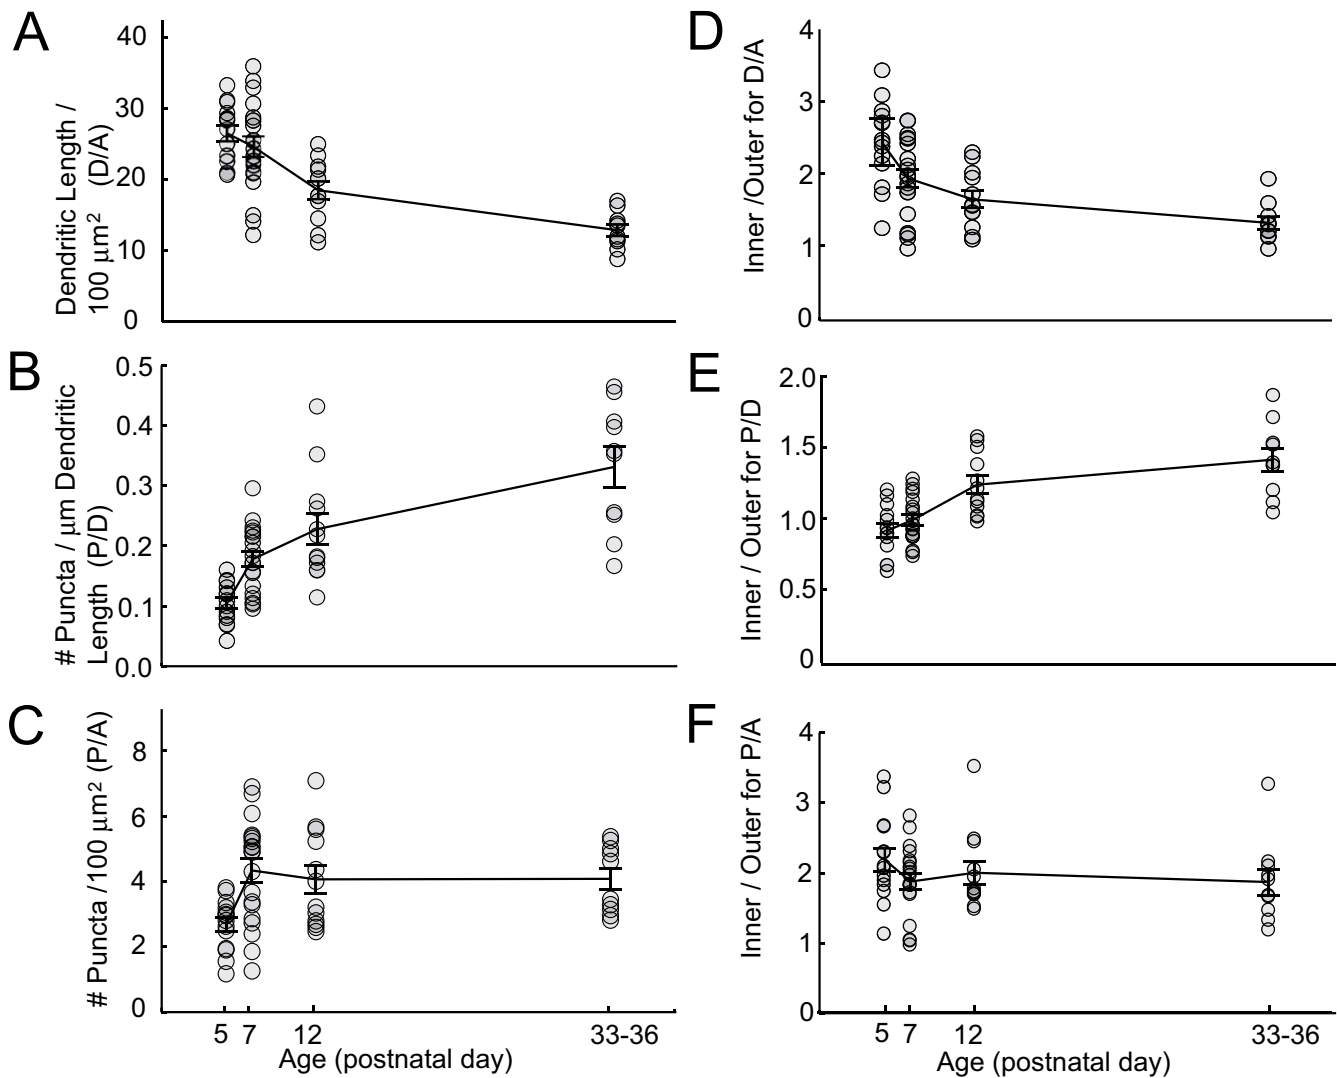 A
Dendritic Length /
100 μm² (D/A)
40
30
20
10
0
B
# Puncta / μm Dendritic
Length (P/D)
0.5
0.4
0.3
0.2
0.1
0.0
C
# Puncta /100 μm² (P/A)
8
6
4
2
0
5 7 12 33-36
Age (postnatal day)
D
Inner /Outer for D/A
4
3
2
1
0
E
Inner / Outer for P/D
2.0
1.5
1.0
0.5
0
F
Inner / Outer for P/A
4
3
2
1
0
5 7 12 33-36
Age (postnatal day)